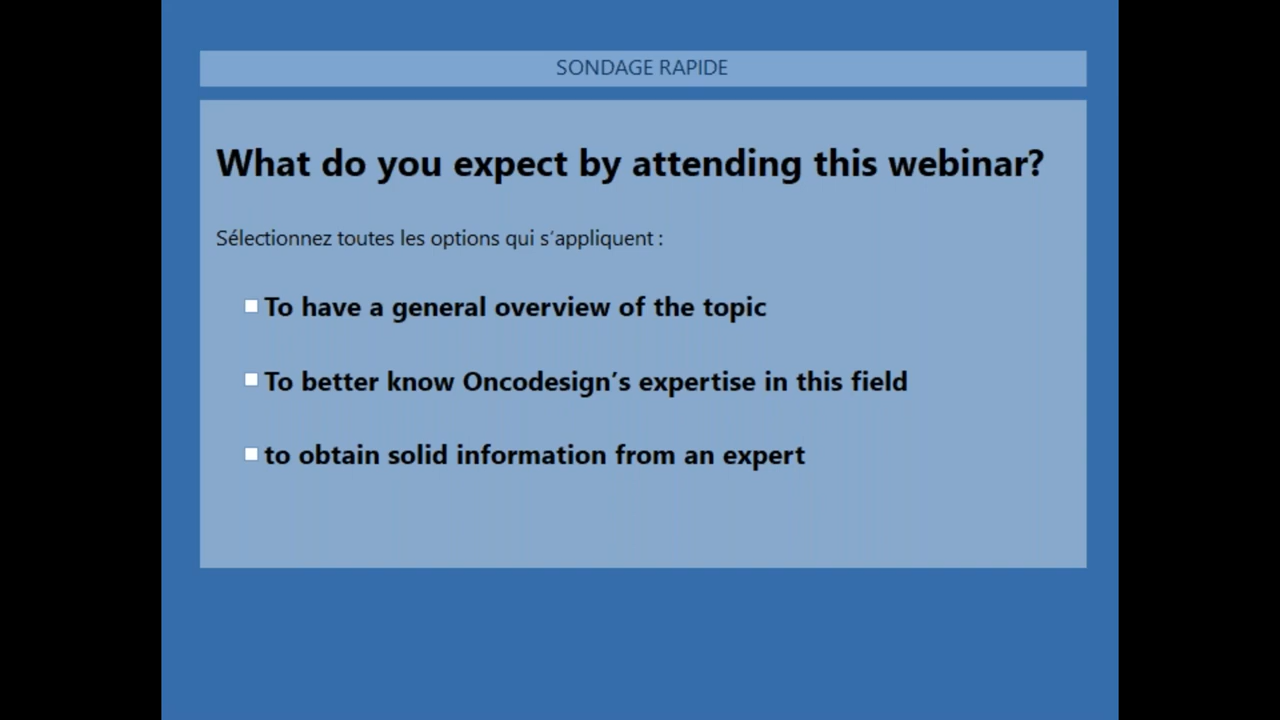 SONDAGE RAPIDE
What do you expect by attending this webinar?
Sélectionnez toutes les options qui s’appliquent :
To have a general overview of the topic
To better know Oncodesign’s expertise in this field
to obtain solid information from an expert